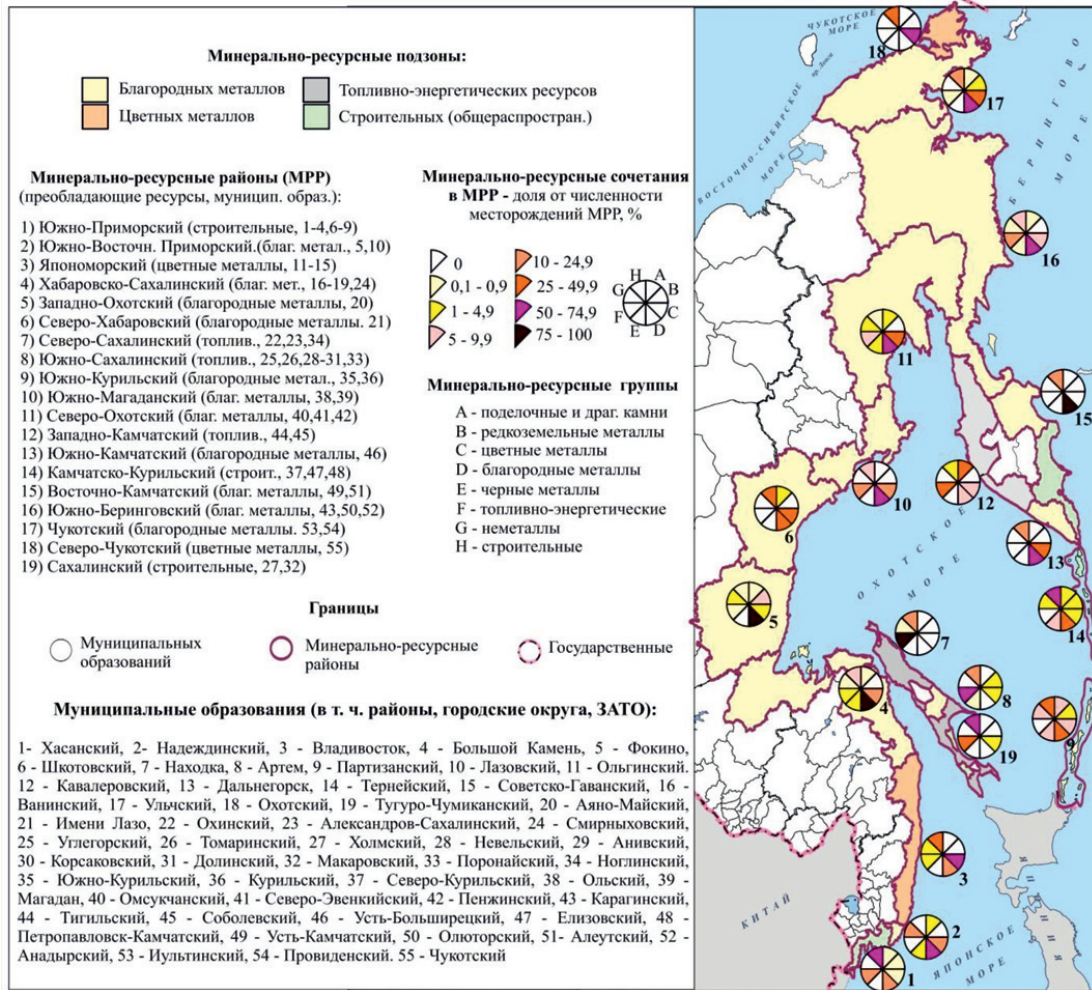 Минерально-ресурсные подзоны:
Благородных металлов
Топливно-энергетических ресурсов
Цветных металлов
Строительных (общераспростран.)
Минерально-ресурсные районы (МРР)
(преобладающие ресурсы, муницип. образ.):
1) Южно-Приморский (строительные, 1-4,6-9)
2) Южно-Восточн. Приморский.(благ. метал., 5,10)
3) Япономорский (цветные металлы, 11-15)
4) Хабаровско-Сахалинский (благ. мет., 16-19,24)
5) Западно-Охотский (благородные металлы, 20)
6) Северо-Хабаровский (благородные металлы. 21)
7) Северо-Сахалинский (топлив., 22,23,34)
8) Южно-Сахалинский (топлив., 25,26,28-31,33)
9) Южно-Курильский (благородные метал., 35,36)
10) Южно-Магаданский (благ. металлы, 38,39)
11) Северо-Охотский (благ. металлы, 40,41,42)
12) Западно-Камчатский (топлив., 44,45)
13) Южно-Камчатский (благородные металлы, 46)
14) Камчатско-Курильский (строит., 37,47,48)
15) Восточно-Камчатский (благ. металлы, 49,51)
16) Южно-Беринговский (благ. металлы, 43,50,52)
17) Чукотский (благородные металлы. 53,54)
18) Северо-Чукотский (цветные металлы, 55)
19) Сахалинский (строительные, 27,32)
Минерально-ресурсные сочетания
в МРР - доля от численности
месторождений МРР, %
0
0,1 - 0,9
1 - 4,9
5 - 9,9
10 - 24,9
25 - 49,9
50 - 74,9
75 - 100
H A
G B
F C
E D
Минерально-ресурсные группы
A - поделочные и драг. камни
B - редкоземельные металлы
C - цветные металлы
D - благородные металлы
E - черные металлы
F - топливно-энергетические
G - неметаллы
H - строительные
Границы
Муниципальных
образований
Минерально-ресурсные
районы
Государственные
Муниципальные образования (в т. ч. районы, городские округа, ЗАТО):
1- Хасанский, 2- Надеждинский, 3 - Владивосток, 4 - Большой Камень, 5 - Фокино,
6 - Шкотовский, 7 - Находка, 8 - Артем, 9 - Партизанский, 10 - Лазовский, 11 - Ольгинский.
12 - Кавалеровский, 13 - Дальнегорск, 14 - Тернейский, 15 - Советско-Гаванский, 16 -
Ванинский, 17 - Ульчский, 18 - Охотский, 19 - Тугуро-Чумиканский, 20 - Аяно-Майский,
21 - Имени Лазо, 22 - Охинский, 23 - Александров-Сахалинский, 24 - Смирныховский,
25 - Углегорский, 26 - Томаринский, 27 - Холмский, 28 - Невельский, 29 - Анивский,
30 - Корсаковский, 31 - Долинский, 32 - Макаровский, 33 - Поронайский, 34 - Ноглинский,
35 - Южно-Курильский, 36 - Курильский, 37 - Северо-Курильский, 38 - Ольский, 39 -
Магадан, 40 - Омсукчанский, 41 - Северо-Эвенкийский, 42 - Пенжинский, 43 - Карагинский,
44 - Тигильский, 45 - Соболевский, 46 - Усть-Больширецкий, 47 - Елизовский, 48 -
Петропавловск-Камчатский, 49 - Усть-Камчатский, 50 - Олюторский, 51- Алеутский, 52 -
Анадырский, 53 - Иультинский, 54 - Провиденский. 55 - Чукотский
ЧУКОТСКОЕ
МОРЕ
18
17
ВОСТОЧНО-СИБИРСКОЕ
МОРЕ
БЕРИНГОВО
МОРЕ
16
11
15
10
12
6
13
ОХОТСКОЕ
МОРЕ
5
14
7
4
8
9
19
3
КИТАЙ
2
ЯПОНСКОЕ
МОРЕ
ЯПОНИЯ
1